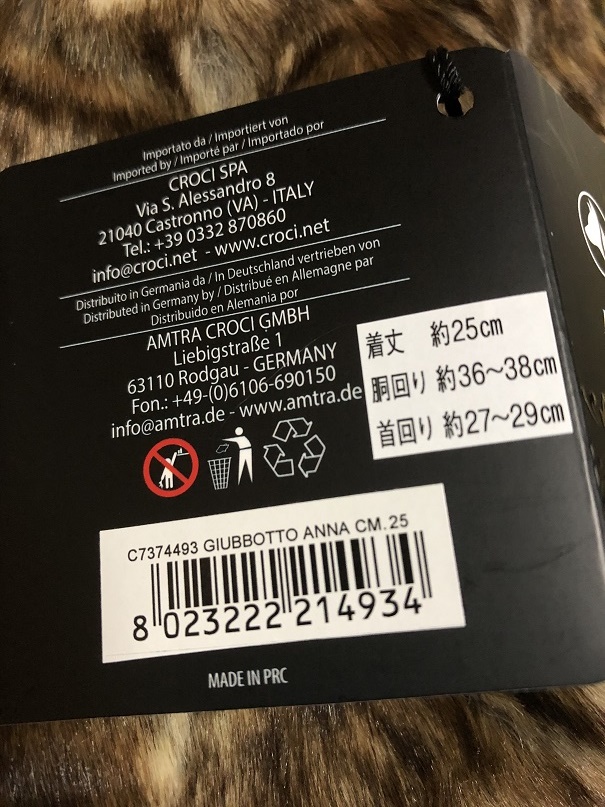 Importato da / Importiert von
Imported by / Importé par / Importado por
CROCI SPA
Via S. Alessandro 8
21040 Castronno (VA) - ITALY
Tel.: +39 0332 870860
info@croci.net - www.croci.net
Distribuito in Germania da / In Deutschland vertrieben von
Distributed in Germany by / Distribué en Allemagne par
Distribuido en Alemania por
AMTRA CROCI GMBH
Liebigstraße 1
63110 Rodgau - GERMANY
Fon.: +49-(0)6106-690150
info@amtra.de - www.amtra.de
着丈 約25cm
胴回り 約36~38cm
首回り 約27~29cm
C7374493 GIUBBOTTO ANNA CM.25
8 023222 214934
MADE IN PRC